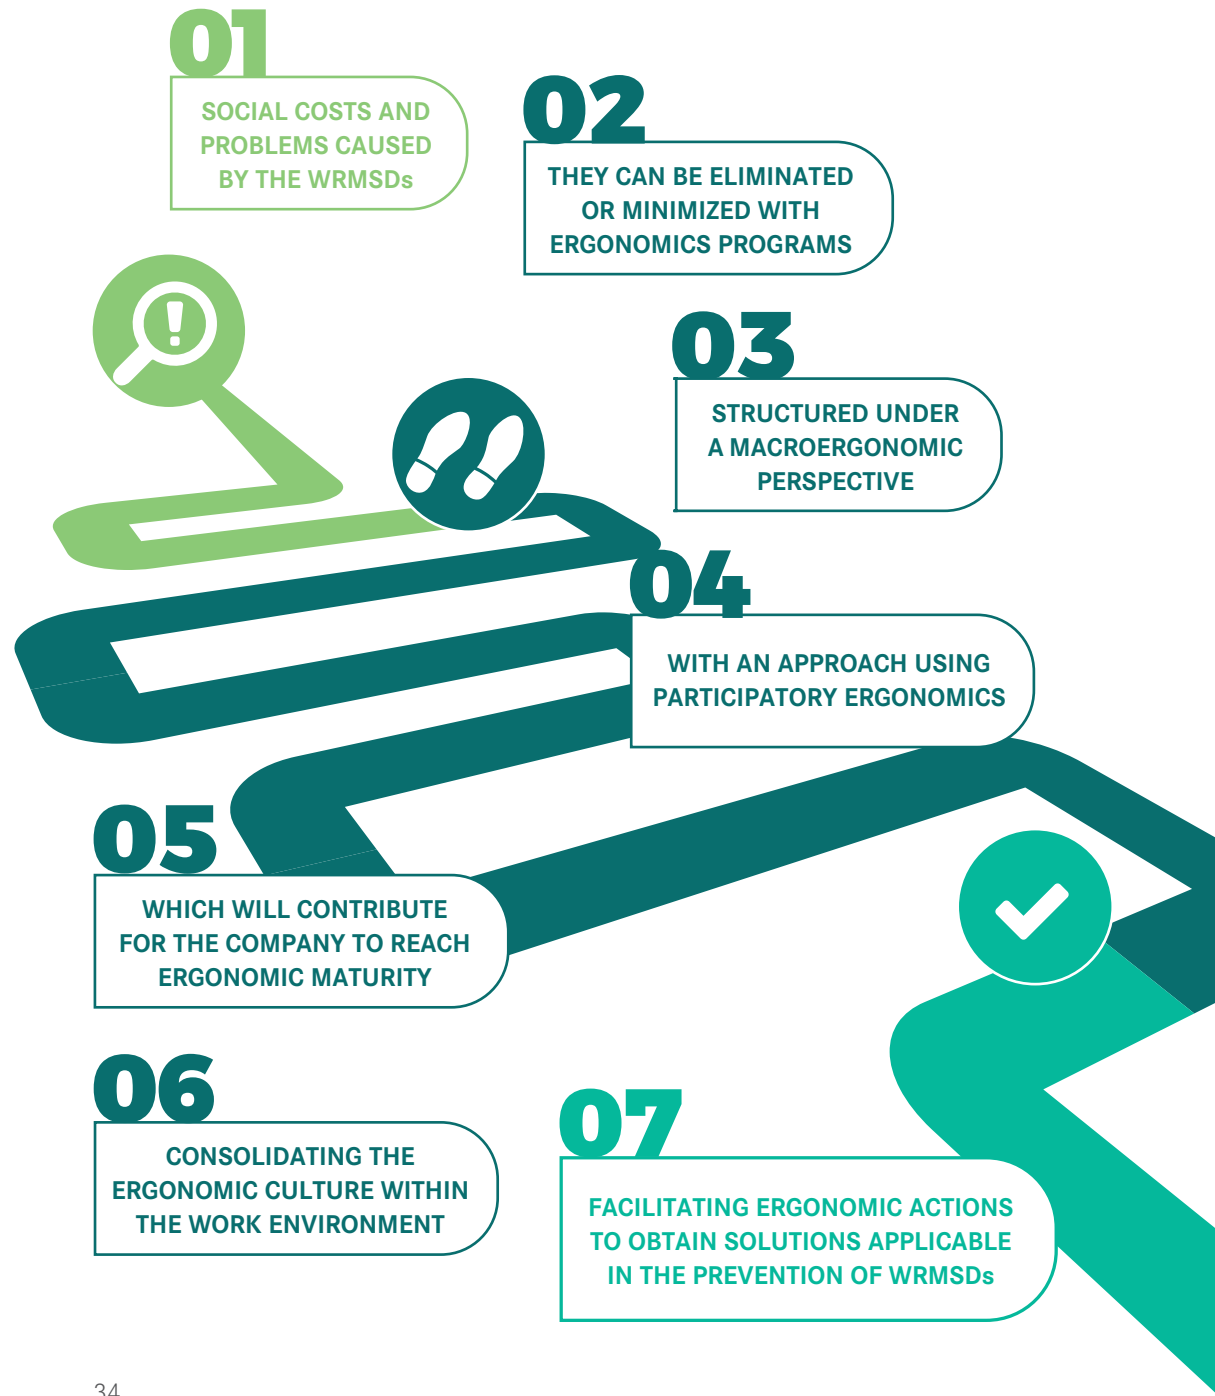 01
SOCIAL COSTS AND
PROBLEMS CAUSED
BY THE WRMSDs
02
THEY CAN BE ELIMINATED
OR MINIMIZED WITH
ERGONOMICS PROGRAMS
03
STRUCTURED UNDER
A MACROERGONOMIC
PERSPECTIVE
04
WITH AN APPROACH USING
PARTICIPATORY ERGONOMICS
05
WHICH WILL CONTRIBUTE
FOR THE COMPANY TO REACH
ERGONOMIC MATURITY
06
CONSOLIDATING THE
ERGONOMIC CULTURE WITHIN
THE WORK ENVIRONMENT
07
FACILITATING ERGONOMIC ACTIONS
TO OBTAIN SOLUTIONS APPLICABLE
IN THE PREVENTION OF WRMSDs
34